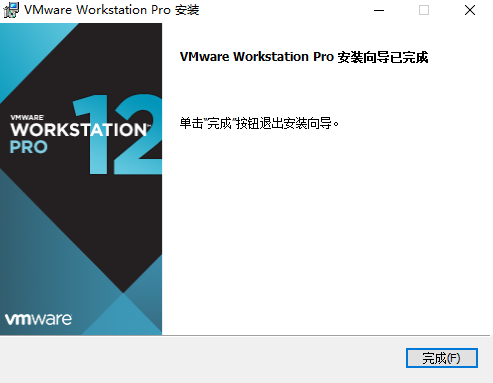 VMware Workstation Pro 安装
VMware Workstation Pro 安装向导已完成
单击"完成"按钮退出安装向导。
VMWARE
WORKSTATION™
PRO
12
vmware
完成(F)